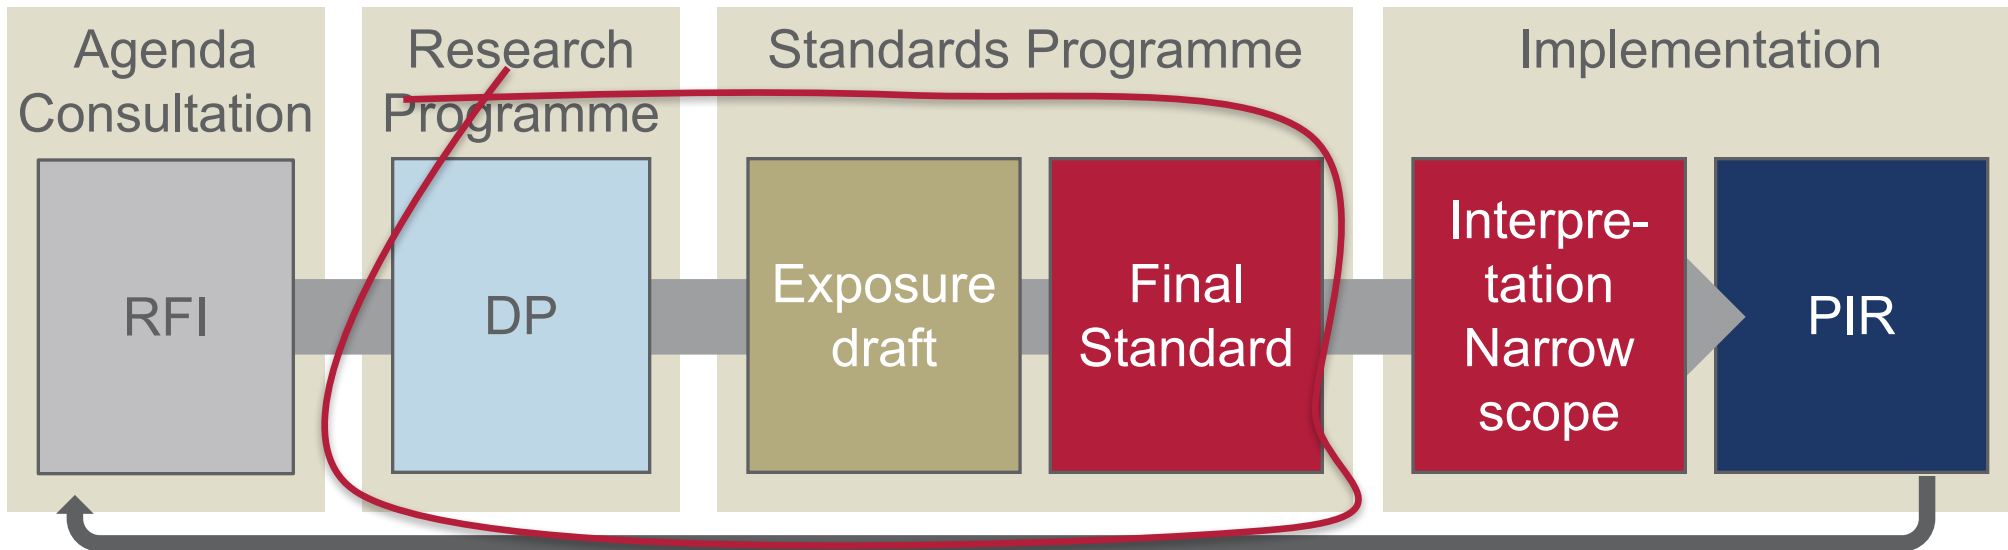 Agenda
Consultation
RFI
Research
Programme
DP
Standards Programme
Exposure
draft
Final
Standard
Implementation
Interpre-
tation
Narrow
scope
PIR